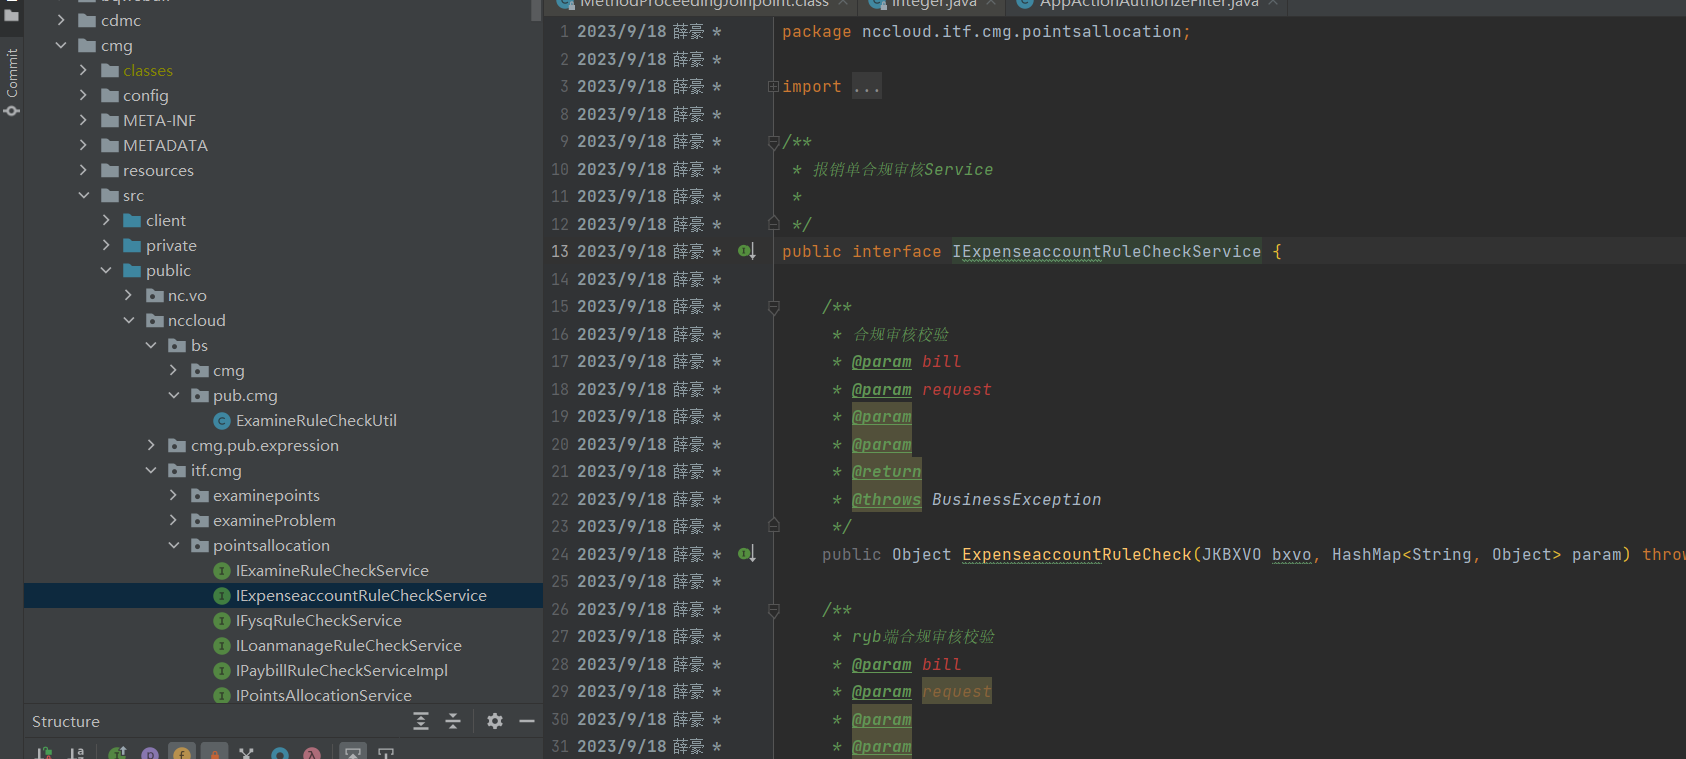 cdmc
cmg
classes
config
META-INF
METADATA
resources
src
client
private
public
nc.vo
nccloud
bs
cmg
pub.cmg
ExamineRuleCheckUtil
cmg.pub.expression
itf.cmg
examinepoints
examineProblem
pointsallocation
IExamineRuleCheckService
IExpenseaccountRuleCheckService
IFysqRuleCheckService
ILoanmanageRuleCheckService
IPaybillRuleCheckServiceImpl
IPointsAllocationService
Structure
Commit
MethodProceedingJoinpoint.class
Integer.java
AppActionAuthorizeFilter.java
1 2023/9/18 薛豪 * package nccloud.itf.cmg.pointsallocation;
2 2023/9/18 薛豪 *
3 2023/9/18 薛豪 * import ...
8 2023/9/18 薛豪 *
9 2023/9/18 薛豪 * /**
10 2023/9/18 薛豪 * * 报销单合规审核Service
11 2023/9/18 薛豪 * *
12 2023/9/18 薛豪 * */
13 2023/9/18 薛豪 * public interface IExpenseaccountRuleCheckService {
14 2023/9/18 薛豪 *
15 2023/9/18 薛豪 * /**
16 2023/9/18 薛豪 * * 合规审核校验
17 2023/9/18 薛豪 * * @param bill
18 2023/9/18 薛豪 * * @param request
19 2023/9/18 薛豪 * * @param
20 2023/9/18 薛豪 * * @param
21 2023/9/18 薛豪 * * @return
22 2023/9/18 薛豪 * * @throws BusinessException
23 2023/9/18 薛豪 * */
24 2023/9/18 薛豪 * public Object ExpenseaccountRuleCheck(JKBXVO bxvo, HashMap<String, Object> param) throw
25 2023/9/18 薛豪 *
26 2023/9/18 薛豪 * /**
27 2023/9/18 薛豪 * * ryb端合规审核校验
28 2023/9/18 薛豪 * * @param bill
29 2023/9/18 薛豪 * * @param request
30 2023/9/18 薛豪 * * @param
31 2023/9/18 薛豪 * * @param